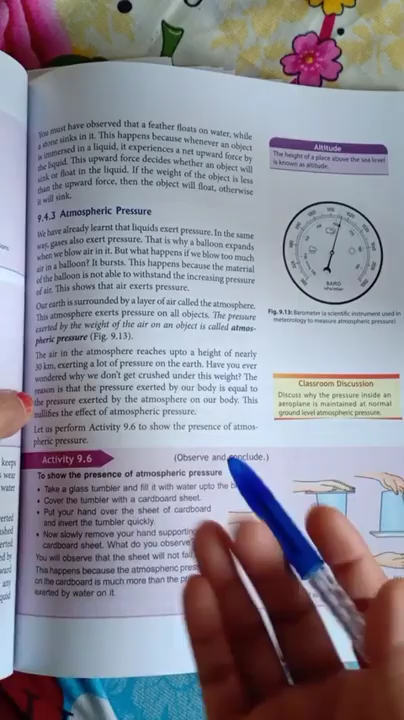 You must have observed that a feather floats on water, while
a stone sinks in it. This happens because whenever an object
is immersed in a liquid, it experiences a net upward force by
the liquid. This upward force decides whether an object will
sink or float in the liquid. If the weight of the object is less
than the upward force, then the object will float, otherwise
it will sink.
9.4.3 Atmospheric Pressure
We have already learnt that liquids exert pressure. In the same
way, gases also exert pressure. That is why a balloon expands
when we blow air in it. But what happens if we blow too much
air in a balloon? It bursts. This happens because the material
of the balloon is not able to withstand the increasing pressure
of air. This shows that air exerts pressure.
Our earth is surrounded by a layer of air called the atmosphere.
This atmosphere exerts pressure on all objects. The pressure
exerted by the weight of the air on an object is called atmos-
pheric pressure (Fig. 9.13).
The air in the atmosphere reaches upto a height of nearly
30 km, exerting a lot of pressure on the earth. Have you ever
wondered why we don't get crushed under this weight? The
reason is that the pressure exerted by our body is equal to
the pressure exerted by the atmosphere on our body. This
nullifies the effect of atmospheric pressure.
Let us perform Activity 9.6 to show the presence of atmos-
pheric pressure.
Altitude
The height of a place above the sea level
is known as altitude.
BARO
Fig. 9.13: Barometer (a scientific instrument used in
meteorology to measure atmospheric pressure)
Classroom Discussion
Discuss why the pressure inside an
aeroplane is maintained at normal
ground level atmospheric pressure.
Activity 9.6 (Observe and conclude.)
To show the presence of atmospheric pressure
• Take a glass tumbler and fill it with water upto the
• Cover the tumbler with a cardboard sheet.
• Put your hand over the sheet of cardboard
and invert the tumbler quickly.
• Now slowly remove your hand supporting
cardboard sheet. What do you observe
You will observe that the sheet will not fall
This happens because the atmospheric
on the cardboard is much more than the
exerted by water on it.
keeps
wear
water